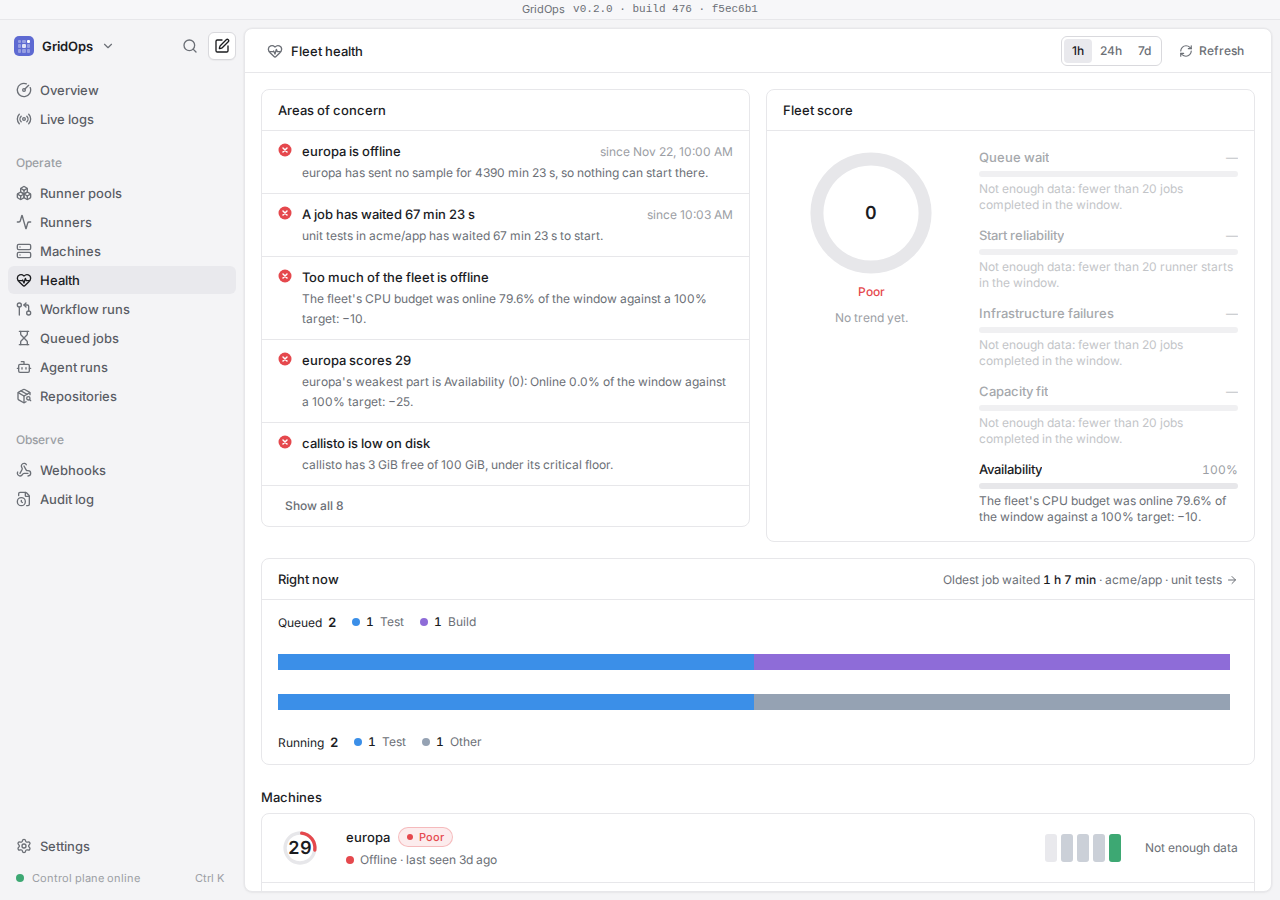 GridOps v0.2.0 · build 476 · f5ec6b1
GridOps
Overview
Live logs
Operate
Runner pools
Runners
Machines
Health
Workflow runs
Queued jobs
Agent runs
Repositories
Observe
Webhooks
Audit log
Settings
Control plane online Ctrl K
Fleet health
1h 24h 7d Refresh
Areas of concern
europa is offline since Nov 22, 10:00 AM
europa has sent no sample for 4390 min 23 s, so nothing can start there.
A job has waited 67 min 23 s since 10:03 AM
unit tests in acme/app has waited 67 min 23 s to start.
Too much of the fleet is offline
The fleet's CPU budget was online 79.6% of the window against a 100%
target: −10.
europa scores 29
europa's weakest part is Availability (0): Online 0.0% of the window against
a 100% target: −25.
callisto is low on disk
callisto has 3 GiB free of 100 GiB, under its critical floor.
Show all 8
Fleet score
0
Poor
No trend yet.
Queue wait —
Not enough data: fewer than 20 jobs
completed in the window.
Start reliability —
Not enough data: fewer than 20 runner starts
in the window.
Infrastructure failures —
Not enough data: fewer than 20 jobs
completed in the window.
Capacity fit —
Not enough data: fewer than 20 jobs
completed in the window.
Availability 100%
The fleet's CPU budget was online 79.6% of
the window against a 100% target: −10.
Right now Oldest job waited 1 h 7 min · acme/app · unit tests →
Queued 2 1 Test 1 Build
Running 2 1 Test 1 Other
Machines
29 europa Poor
Offline · last seen 3d ago
Not enough data